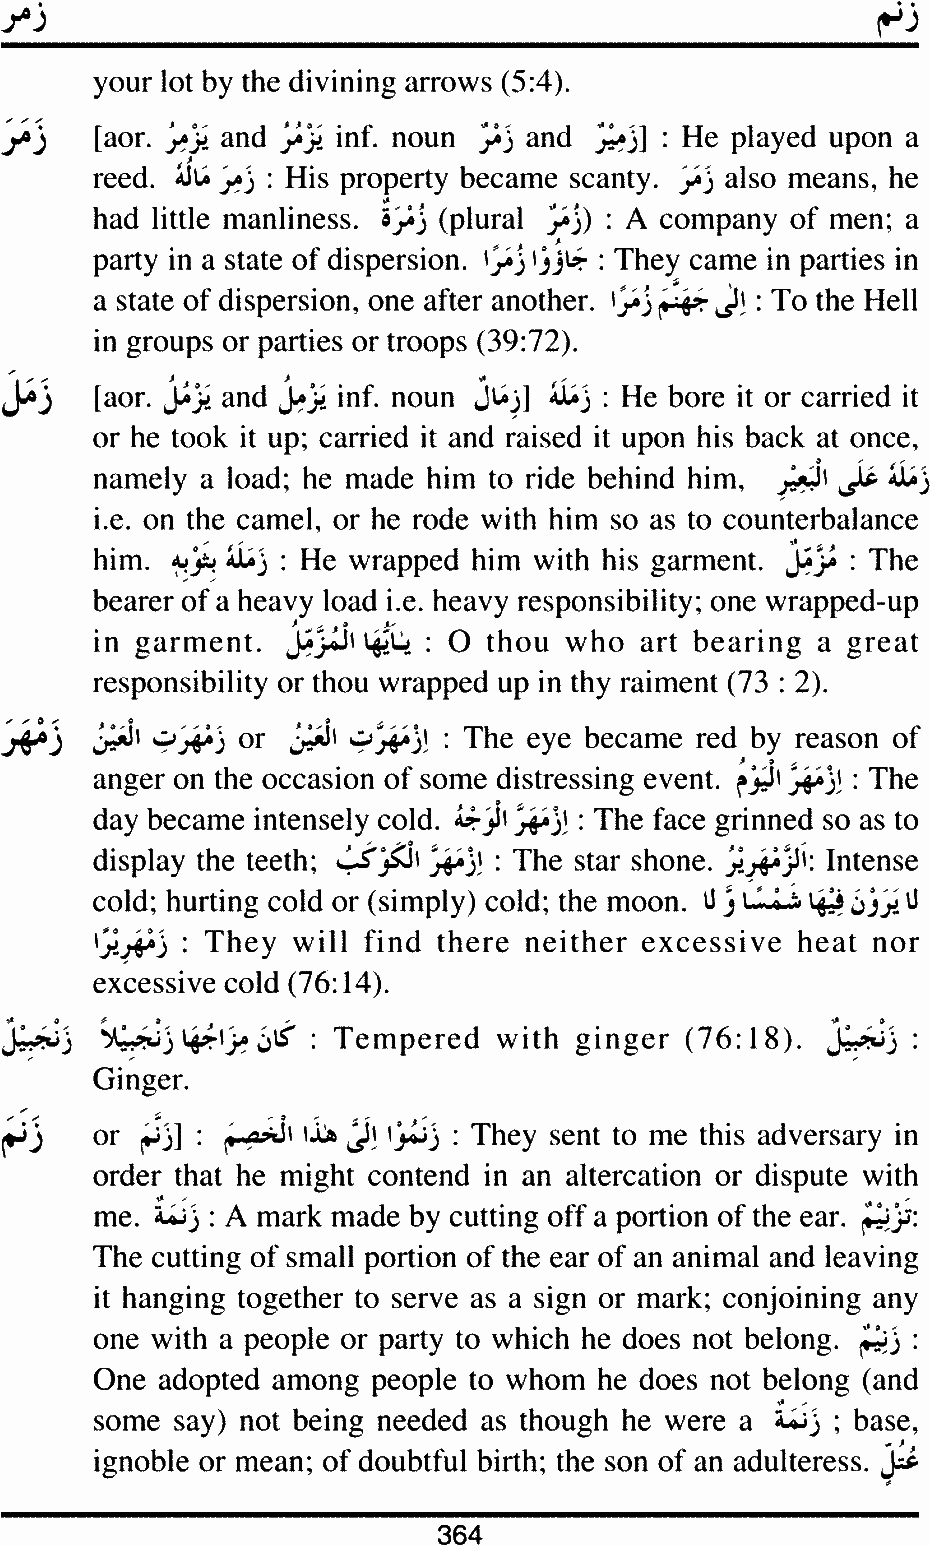 زمر زنم
your lot by the divining arrows (5:4).
زَمَرَ [aor. يَزْمِرُ and يَزْمُرُ inf. noun زَمْرٌ and زَمِيْرٌ] : He played upon a
reed. زَمِرَ مَالُهٗ : His property became scanty. زَمَرَ also means, he
had little manliness. زُمْرَةٌ (plural زُمَرٌ) : A company of men; a
party in a state of dispersion. جَاؤُوْا زُمَرًا : They came in parties in
a state of dispersion, one after another. اِلٰى جَهَنَّمَ زُمَرًا : To the Hell
in groups or parties or troops (39:72).
زَمَلَ [aor. يَزْمُلُ and يَزْمِلُ inf. noun زِمَالٌ] زَمَلَهٗ : He bore it or carried it
or he took it up; carried it and raised it upon his back at once,
namely a load; he made him to ride behind him, زَمَلَهٗ عَلَى الْبَعِيْرِ
i.e. on the camel, or he rode with him so as to counterbalance
him. زَمَلَهٗ بِثَوْبِهٖ : He wrapped him with his garment. مُزَّمِّلٌ : The
bearer of a heavy load i.e. heavy responsibility; one wrapped-up
in garment. يٰٓاَيُّهَا الْمُزَّمِّلُ : O thou who art bearing a great
responsibility or thou wrapped up in thy raiment (73 : 2).
زَمْهَرَ زَمْهَرَتِ الْعَيْنُ or اِزْمَهَرَّتِ الْعَيْنُ : The eye became red by reason of
anger on the occasion of some distressing event. اِزْمَهَرَّ الْيَوْمُ : The
day became intensely cold. اِزْمَهَرَّ الْوَجْهُ : The face grinned so as to
display the teeth; اِزْمَهَرَّ الْكَوْكَبُ : The star shone. اَلزَّمْهَرِيْرُ: Intense
cold; hurting cold or (simply) cold; the moon. لَا يَرَوْنَ فِيْهَا شَمْسًا وَّ لَا
زَمْهَرِيْرًا : They will find there neither excessive heat nor
excessive cold (76:14).
زَنْجَبِيْلٌ كَانَ مِزَاجُهَا زَنْجَبِيْلاً : Tempered with ginger (76:18). زَنْجَبِيْلٌ :
Ginger.
زَنَمَ or زَنَّمَ] : زَنَمُوْا اِلَىَّ هٰذَا الْخَصِمَ : They sent to me this adversary in
order that he might contend in an altercation or dispute with
me. زَنَمَةٌ : A mark made by cutting off a portion of the ear. تَزْنِيْمٌ:
The cutting of small portion of the ear of an animal and leaving
it hanging together to serve as a sign or mark; conjoining any
one with a people or party to which he does not belong. زَنِيْمٌ :
One adopted among people to whom he does not belong (and
some say) not being needed as though he were a زَنَمَةٌ ; base,
ignoble or mean; of doubtful birth; the son of an adulteress. عُتُلٍّ
364